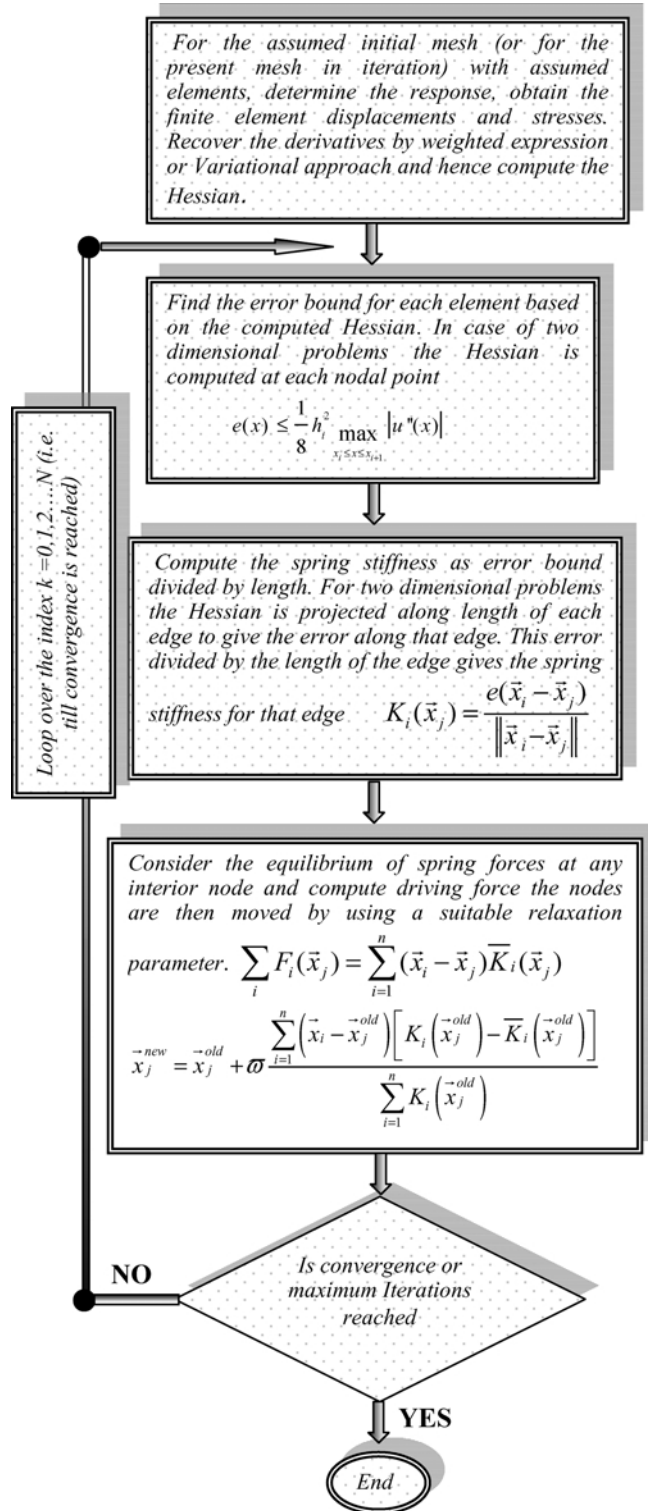 For the assumed initial mesh (or for the
present mesh in iteration) with assumed
elements, determine the response, obtain the
finite element displacements and stresses.
Recover the derivatives by weighted expression
or Variational approach and hence compute the
Hessian.
Find the error bound for each element based
on the computed Hessian. In case of two
dimensional problems the Hessian is
computed at each nodal point
e(x) ≤ 1/8 h_i^2 max_{x_i≤x≤x_{i+1}} |u"(x)|
Loop over the index k =0,1,2....N (i.e.
till convergence is reached)
Compute the spring stiffness as error bound
divided by length. For two dimensional problems
the Hessian is projected along length of each
edge to give the error along that edge. This error
divided by the length of the edge gives the spring
stiffness for that edge K_i(x⃗_j) = e(x⃗_i − x⃗_j) / ‖x⃗_i − x⃗_j‖
Consider the equilibrium of spring forces at any
interior node and compute driving force the nodes
are then moved by using a suitable relaxation
parameter. ∑_i F_i(x⃗_j) = ∑_{i=1}^n (x⃗_i − x⃗_j) K̄_i(x⃗_j)
x⃗_j^{new} = x⃗_j^{old} + ϖ ∑_{i=1}^n (x⃗_i − x⃗_j^{old}) [K_i(x⃗_j^{old}) − K̄_i(x⃗_j^{old})] / ∑_{i=1}^n K_i(x⃗_j^{old})
Is convergence or
maximum Iterations
reached
NO
YES
End